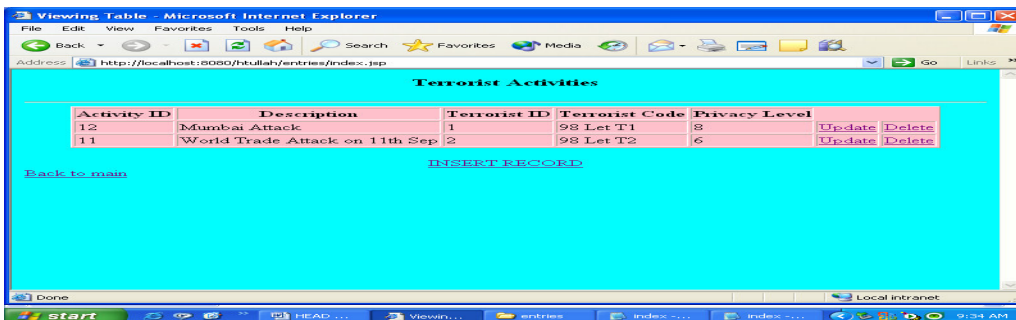 Viewing Table - Microsoft Internet Explorer
File Edit View Favorites Tools Help
Back Search Favorites Media
Address http://localhost:8080/htullah/entries/index.jsp Go Links »
Terrorist Activities
Activity ID Description Terrorist ID Terrorist Code Privacy Level
12 Mumbai Attack 1 98 Let T1 8 Update Delete
11 World Trade Attack on 11th Sep 2 98 Let T2 6 Update Delete
INSERT RECORD
Back to main
Done Local intranet
start » HEAD ... Viewin... entries index -... index -... 9:34 AM